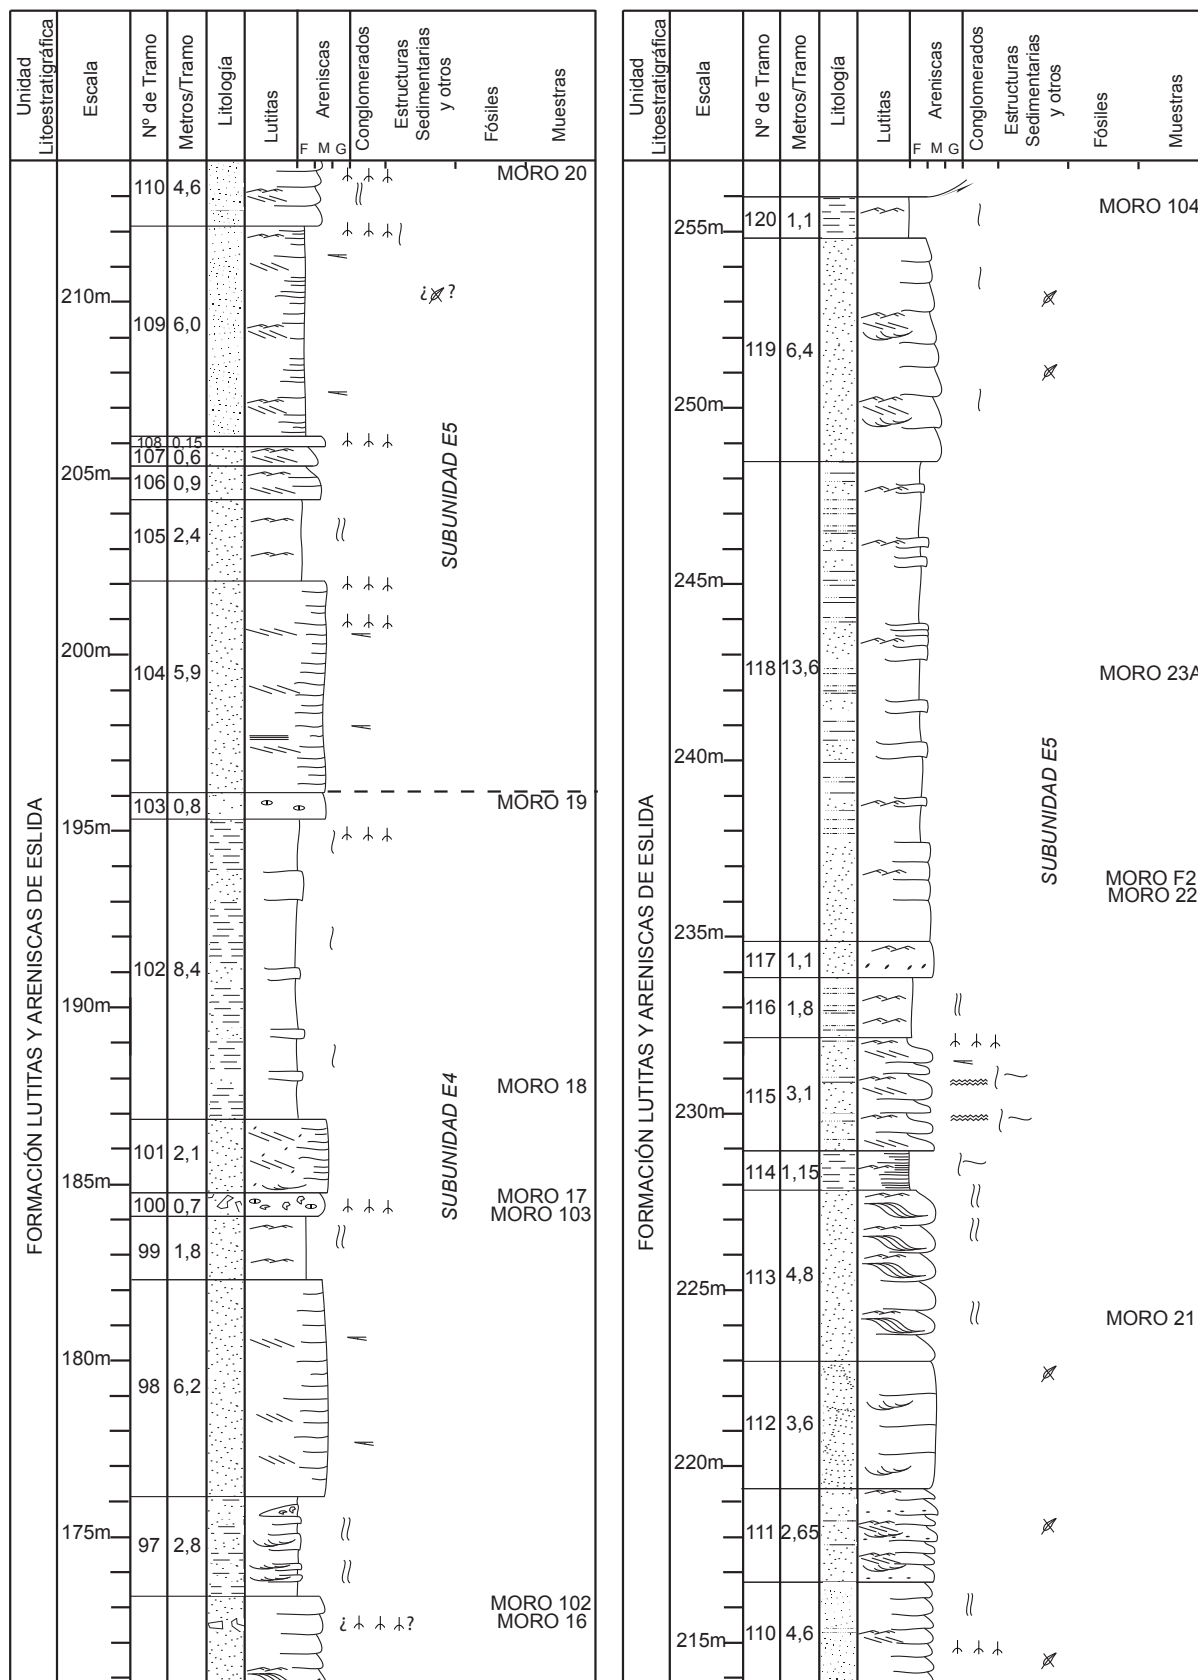 Unidad
Litoestratigráfica
Escala
Nº de Tramo
Metros/Tramo
Litología
Lutitas
Areniscas
F M G
Conglomerados
Estructuras
Sedimentarias
y otros
Fósiles
Muestras
110 4,6
MORO 20
210m
¿ ?
109 6,0
108 0,15
107 0,6
205m
106 0,9
105 2,4
SUBUNIDAD E5
200m
104 5,9
103 0,8
MORO 19
195m
102 8,4
190m
MORO 18
101 2,1
185m
100 0,7
MORO 17
MORO 103
99 1,8
SUBUNIDAD E4
180m
98 6,2
175m
97 2,8
MORO 102
¿ ?
MORO 16
FORMACIÓN LUTITAS Y ARENISCAS DE ESLIDA
Unidad
Litoestratigráfica
Escala
Nº de Tramo
Metros/Tramo
Litología
Lutitas
Areniscas
F M G
Conglomerados
Estructuras
Sedimentarias
y otros
Fósiles
Muestras
120 1,1
MORO 104
255m
119 6,4
250m
245m
118 13,6
MORO 23A
240m
SUBUNIDAD E5
MORO F2
MORO 22
235m
117 1,1
116 1,8
115 3,1
230m
114 1,15
113 4,8
225m
MORO 21
112 3,6
220m
111 2,65
110 4,6
215m
FORMACIÓN LUTITAS Y ARENISCAS DE ESLIDA